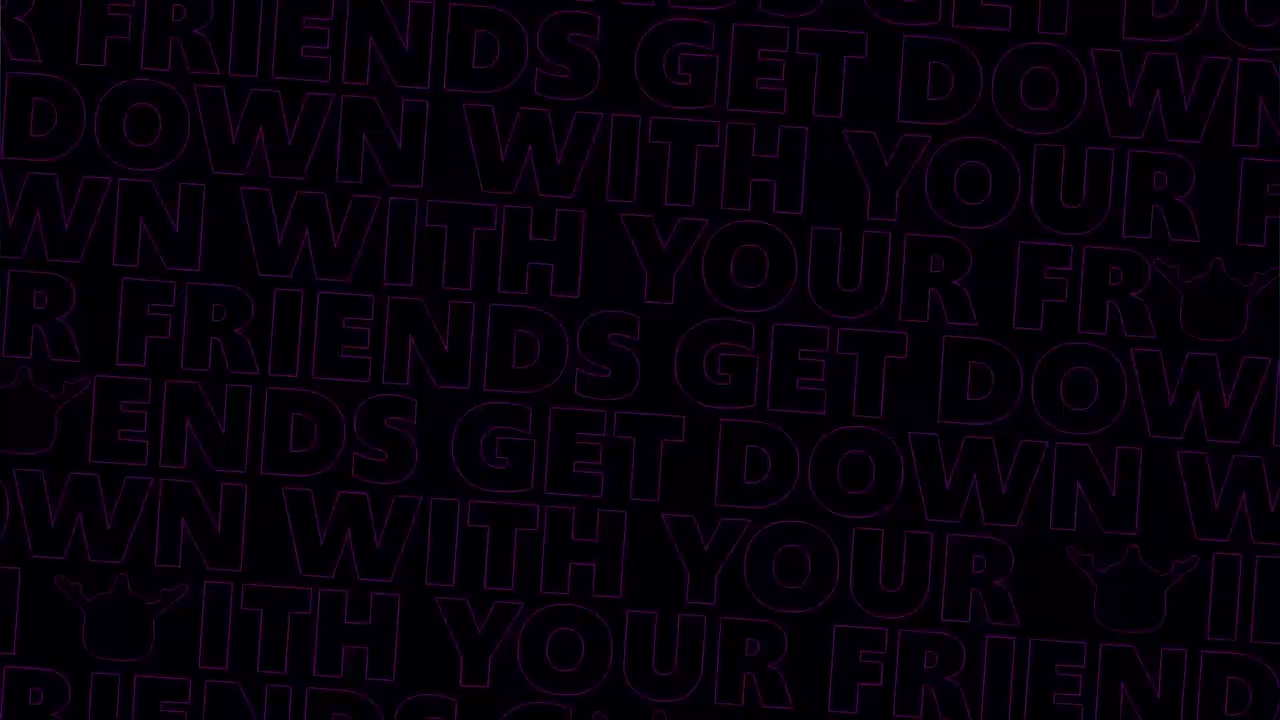 FRIENDS GET DOWN
DOWN WITH YOUR
WN WITH YOUR FR
R FRIENDS GET DOW
ENDS GET DOWN W
OWN WITH YOUR
ITH YOUR FRIEND
RIENDS